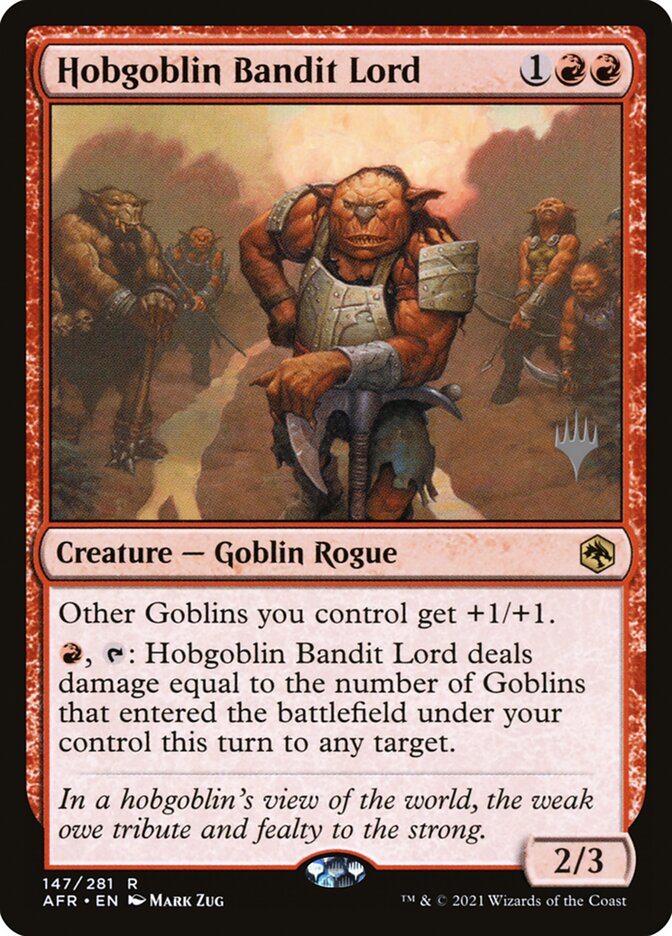 Hobgoblin Bandit Lord 1
Creature — Goblin Rogue
Other Goblins you control get +1/+1.
, : Hobgoblin Bandit Lord deals
damage equal to the number of Goblins
that entered the battlefield under your
control this turn to any target.
In a hobgoblin's view of the world, the weak
owe tribute and fealty to the strong.
2/3
147/281 R
AFR • EN Mark Zug
™ & © 2021 Wizards of the Coast